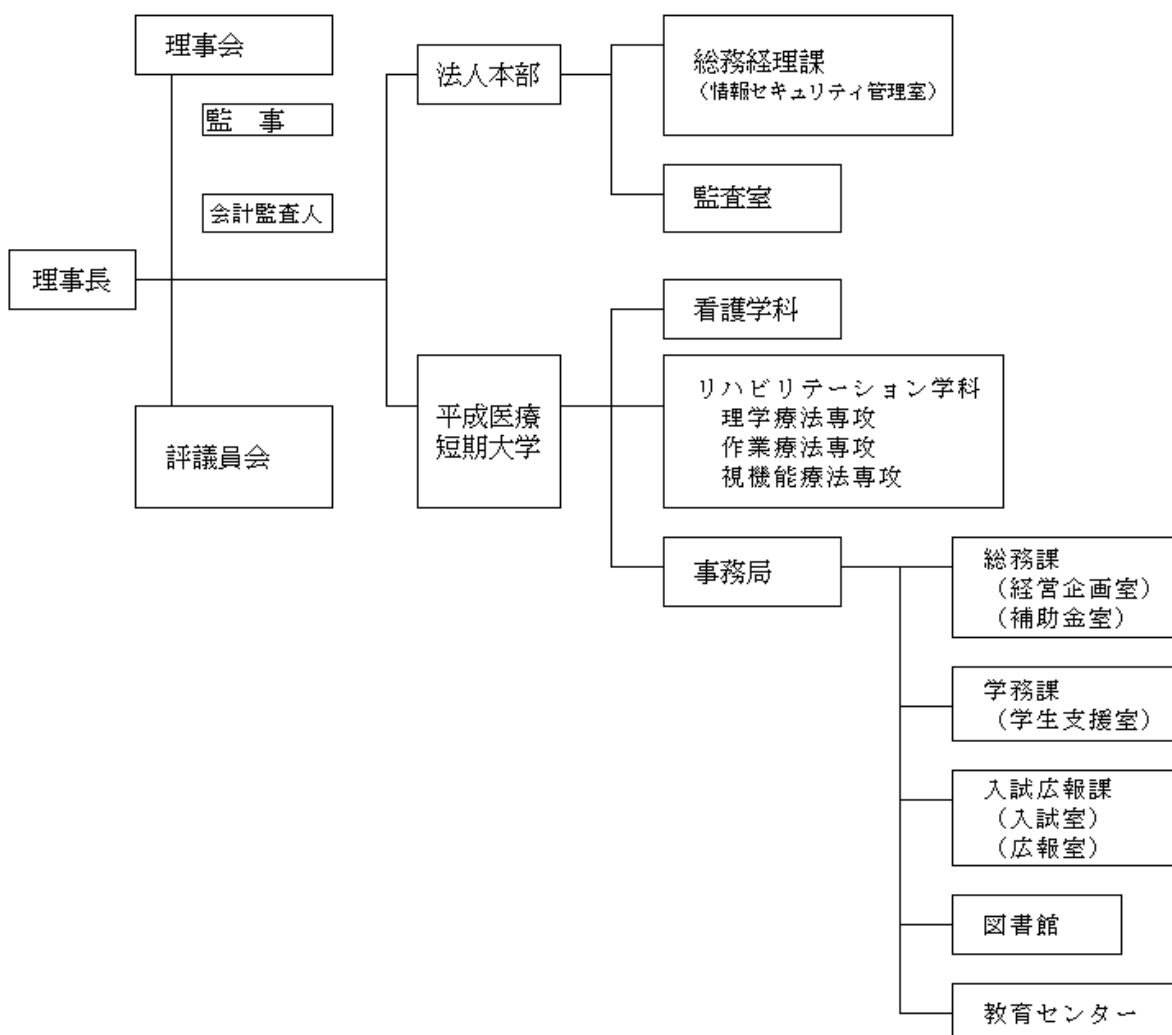 理事会
監　事
会計監査人
理事長
評議員会
法人本部
総務経理課
（情報セキュリティ管理室）
監査室
平成医療
短期大学
看護学科
リハビリテーション学科
理学療法専攻
作業療法専攻
視機能療法専攻
事務局
総務課
（経営企画室）
（補助金室）
学務課
（学生支援室）
入試広報課
（入試室）
（広報室）
図書館
教育センター